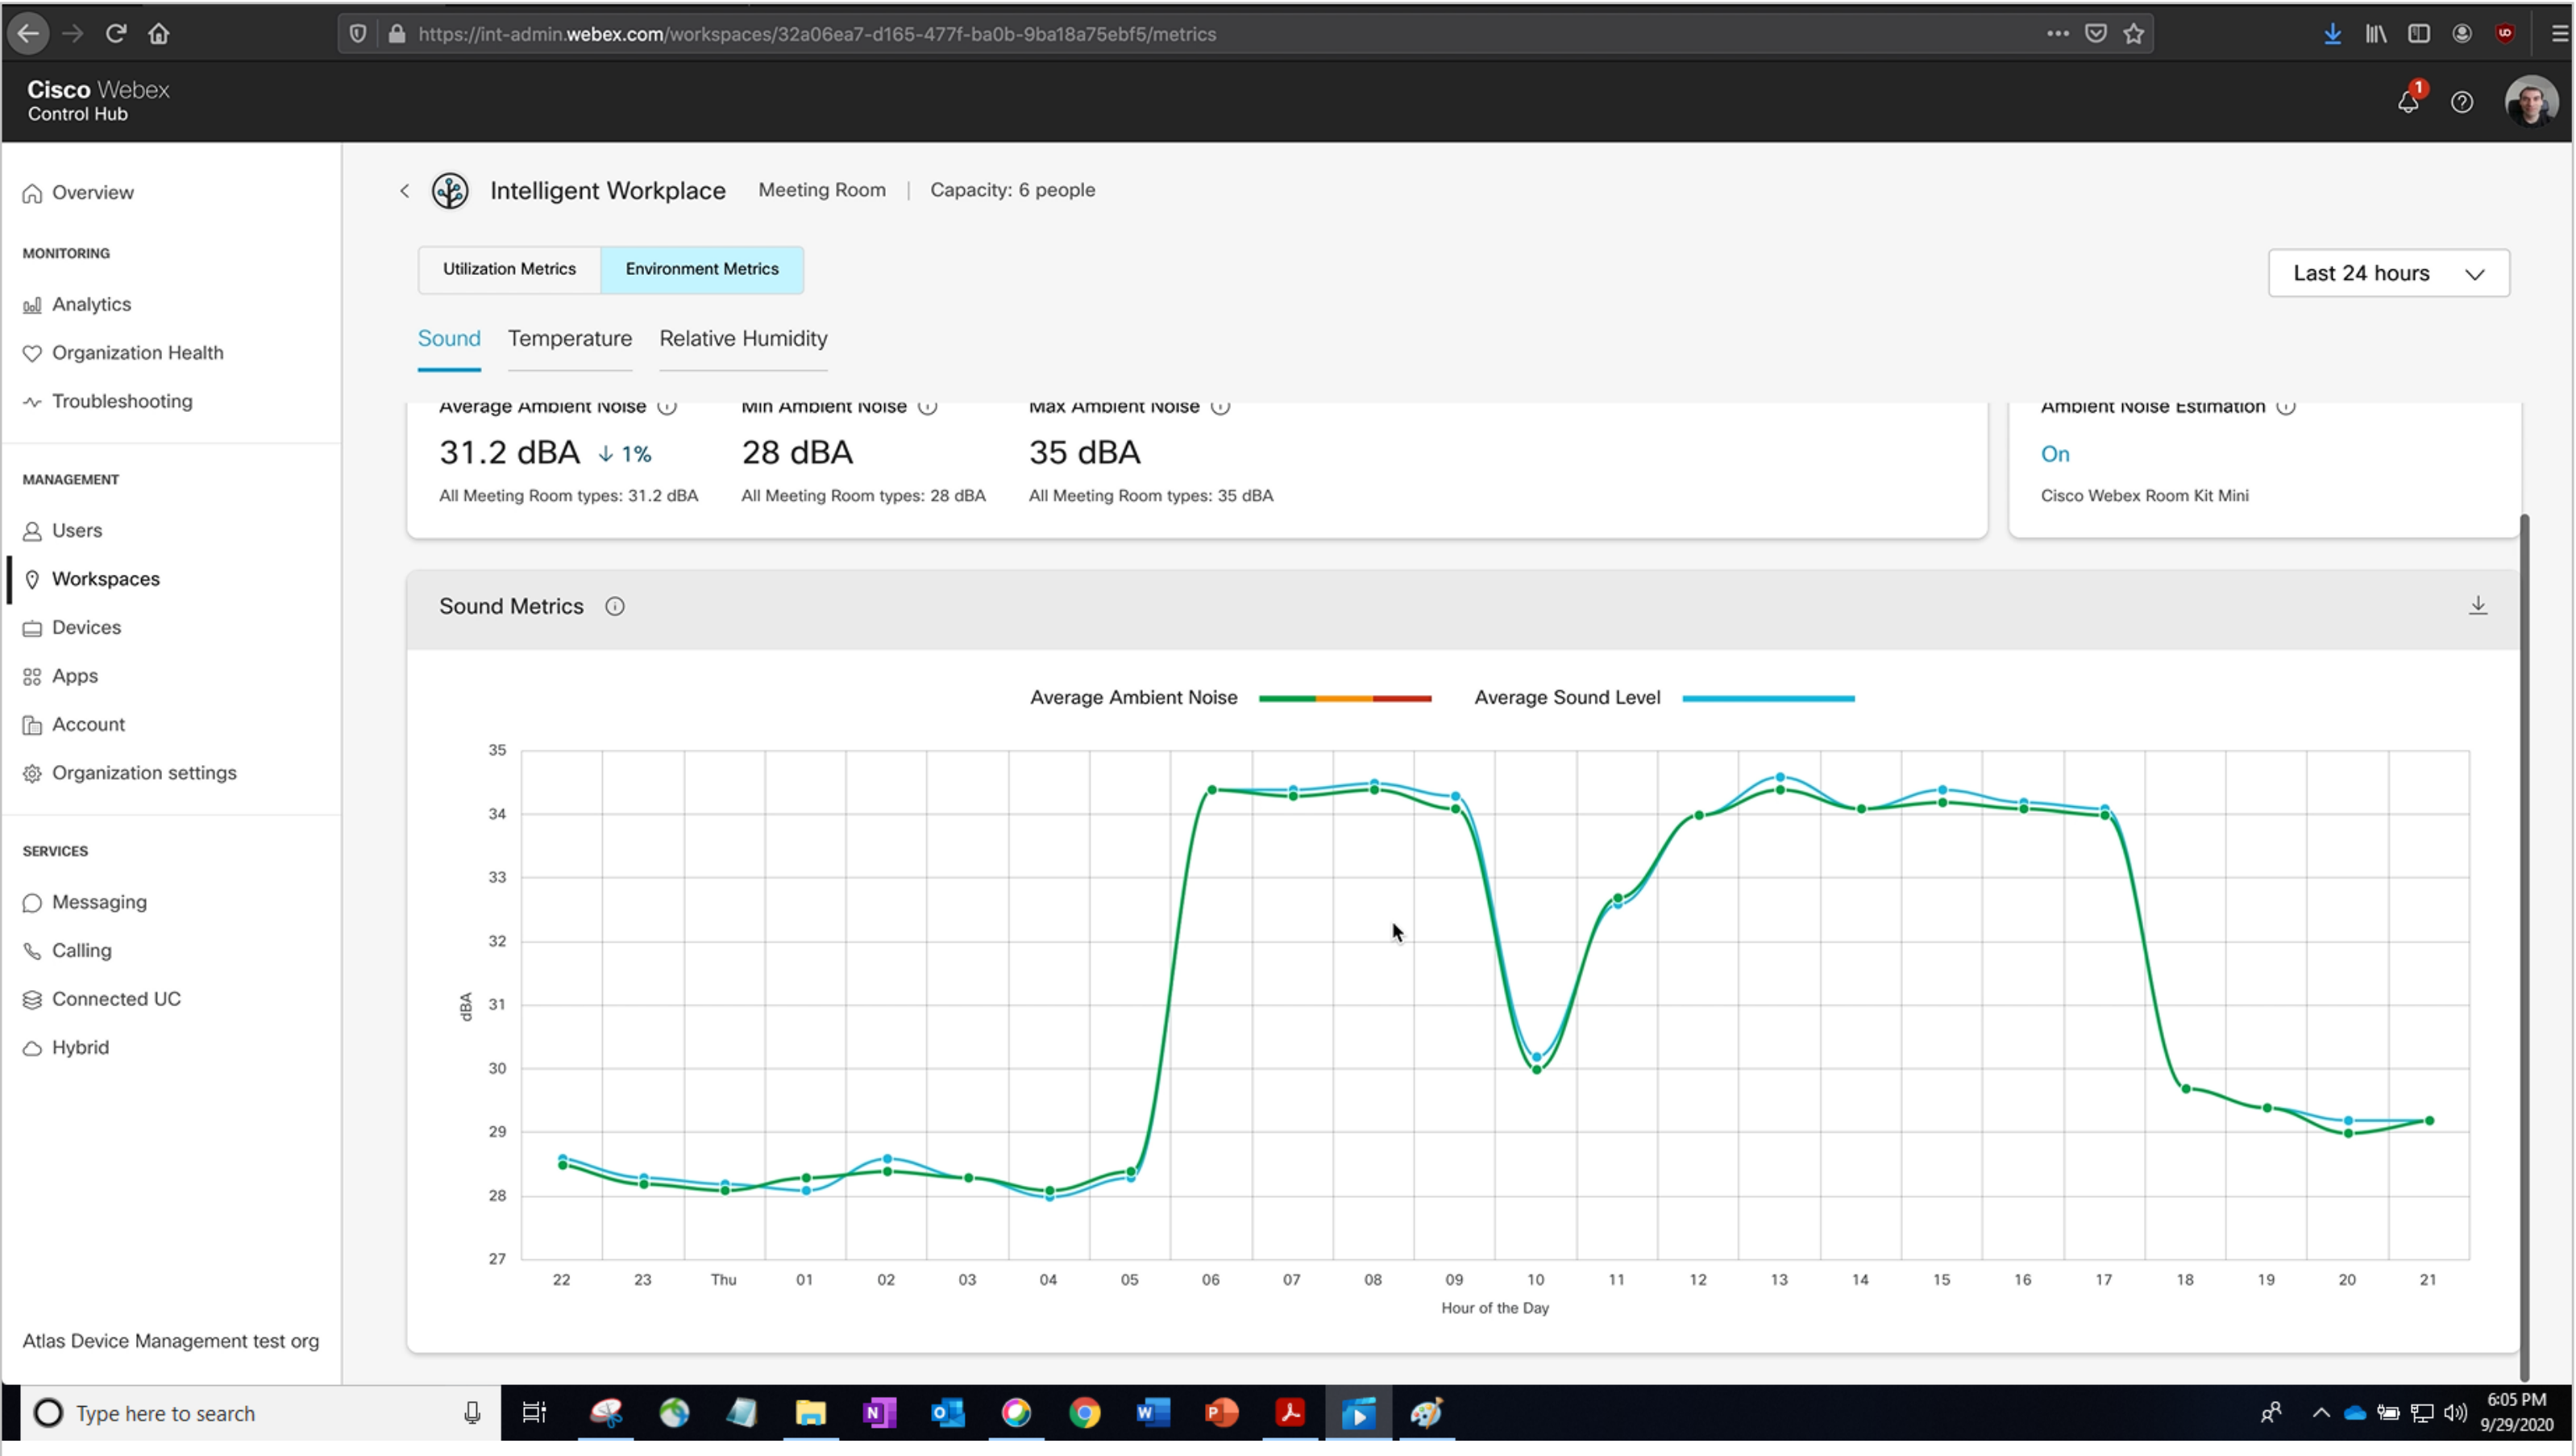 https://int-admin.webex.com/workspaces/32a06ea7-d165-477f-ba0b-9ba18a75ebf5/metrics
Cisco Webex
Control Hub
1
Overview
MONITORING
Analytics
Organization Health
Troubleshooting
MANAGEMENT
Users
Workspaces
Devices
Apps
Account
Organization settings
SERVICES
Messaging
Calling
Connected UC
Hybrid
Atlas Device Management test org
Intelligent Workplace Meeting Room | Capacity: 6 people
Utilization Metrics Environment Metrics
Last 24 hours
Sound Temperature Relative Humidity
Average Ambient Noise Min Ambient Noise Max Ambient Noise
31.2 dBA ↓ 1% 28 dBA 35 dBA
All Meeting Room types: 31.2 dBA All Meeting Room types: 28 dBA All Meeting Room types: 35 dBA
Ambient Noise Estimation
On
Cisco Webex Room Kit Mini
Sound Metrics
Average Ambient Noise Average Sound Level
35
34
33
32
31
30
29
28
27
dBA
22 23 Thu 01 02 03 04 05 06 07 08 09 10 11 12 13 14 15 16 17 18 19 20 21
Hour of the Day
Type here to search
6:05 PM
9/29/2020